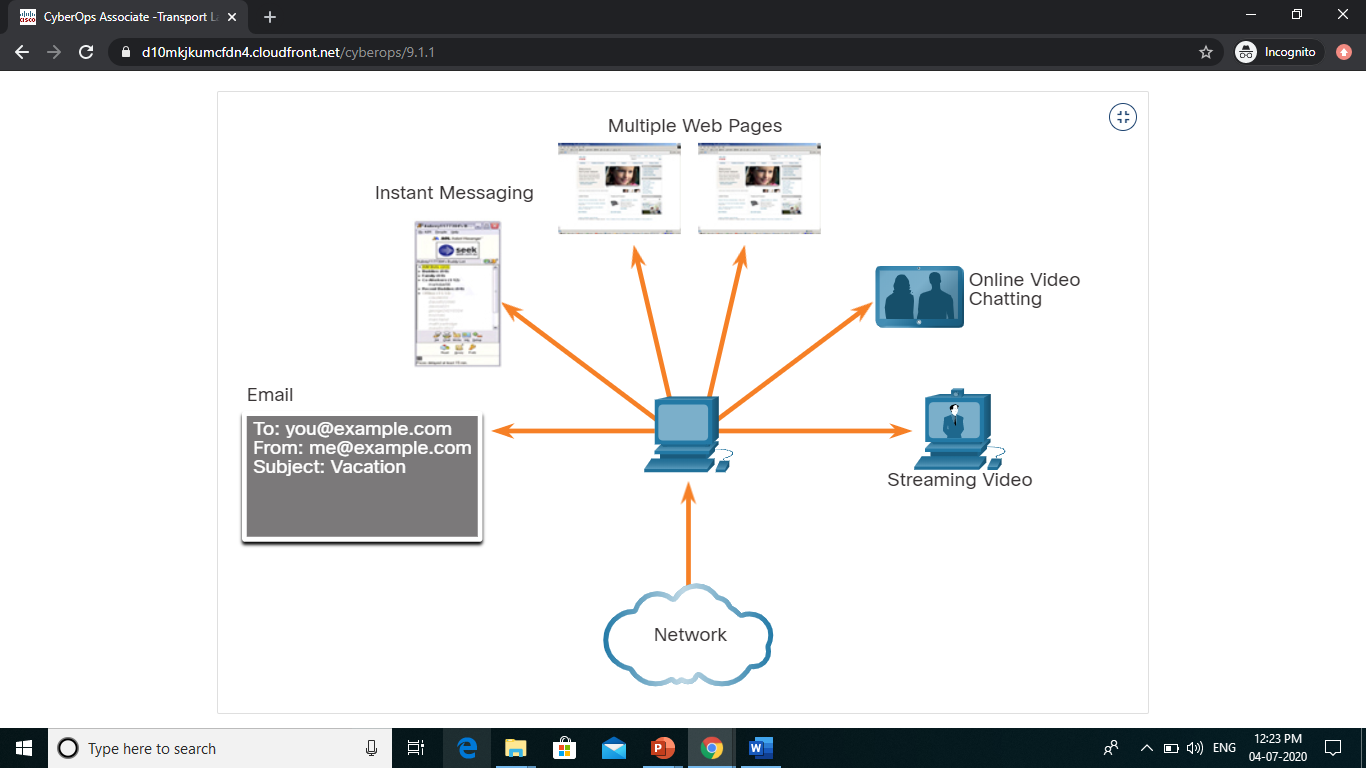 CyberOps Associate -Transport La
d10mkjkumcfdn4.cloudfront.net/cyberops/9.1.1
Incognito
Multiple Web Pages
Instant Messaging
seek
Online Video
Chatting
Email
To: you@example.com
From: me@example.com
Subject: Vacation
Streaming Video
Network
Type here to search
ENG
12:23 PM
04-07-2020